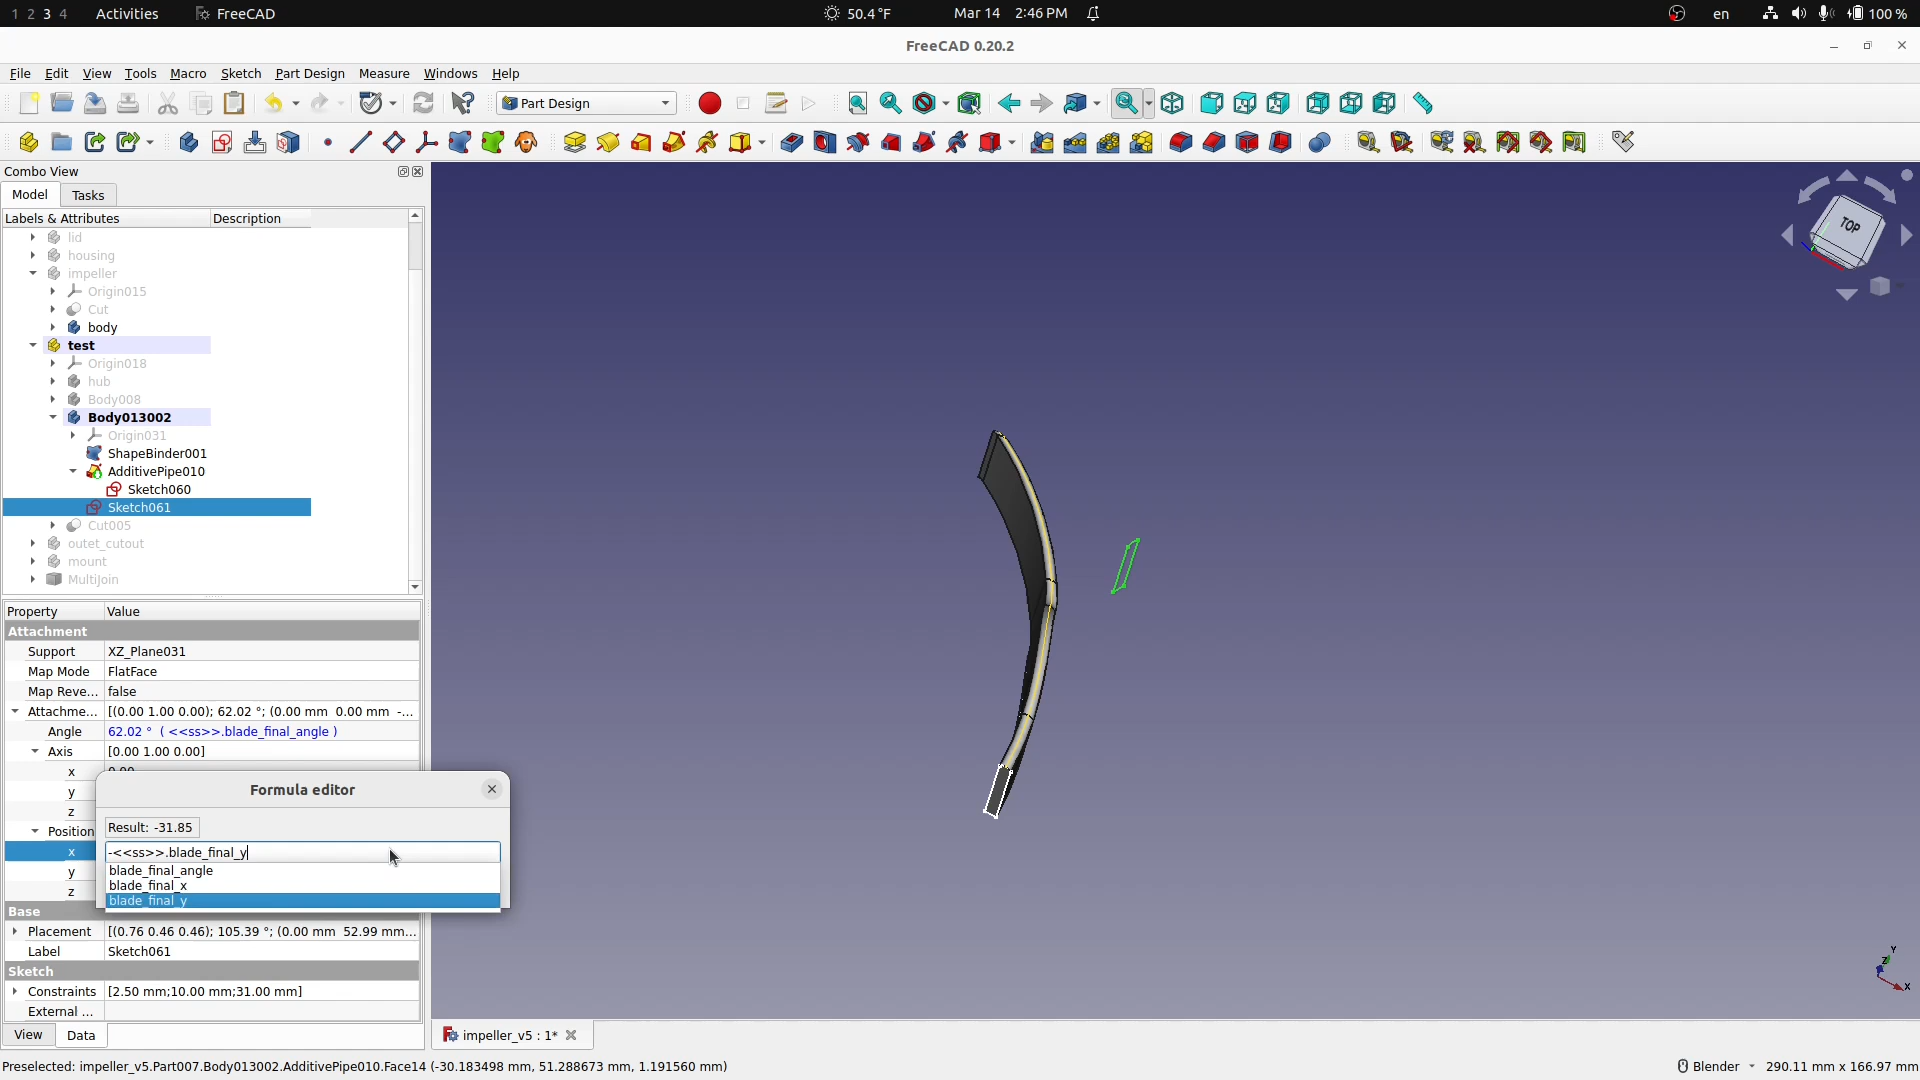 1 2 3 4 Activities FreeCAD 50.4°F Mar 14 2:46 PM en 100 %
FreeCAD 0.20.2
File Edit View Tools Macro Sketch Part Design Measure Windows Help
Part Design
Combo View
Model Tasks
Labels & Attributes Description
lid
housing
impeller
Origin015
Cut
body
test
Origin018
hub
Body008
Body013002
Origin031
ShapeBinder001
AdditivePipe010
Sketch060
Sketch061
Cut005
outet_cutout
mount
MultiJoin
TOP
Property Value
Attachment
Support XZ_Plane031
Map Mode FlatFace
Map Reve... false
Attachme... [(0.00 1.00 0.00); 62.02 °; (0.00 mm 0.00 mm -...
Angle 62.02 ° ( <<ss>>.blade_final_angle )
Axis [0.00 1.00 0.00]
x 0.00
y
z
Position
x
y
z
Formula editor
Result: -31.85
-<<ss>>.blade_final_y
blade_final_angle
blade_final_x
blade_final_y
Base
Placement [(0.76 0.46 0.46); 105.39 °; (0.00 mm 52.99 mm...
Label Sketch061
Sketch
Constraints [2.50 mm;10.00 mm;31.00 mm]
External ...
View Data
impeller_v5 : 1*
Y
Z
X
Preselected: impeller_v5.Part007.Body013002.AdditivePipe010.Face14 (-30.183498 mm, 51.288673 mm, 1.191560 mm)
Blender 290.11 mm x 166.97 mm